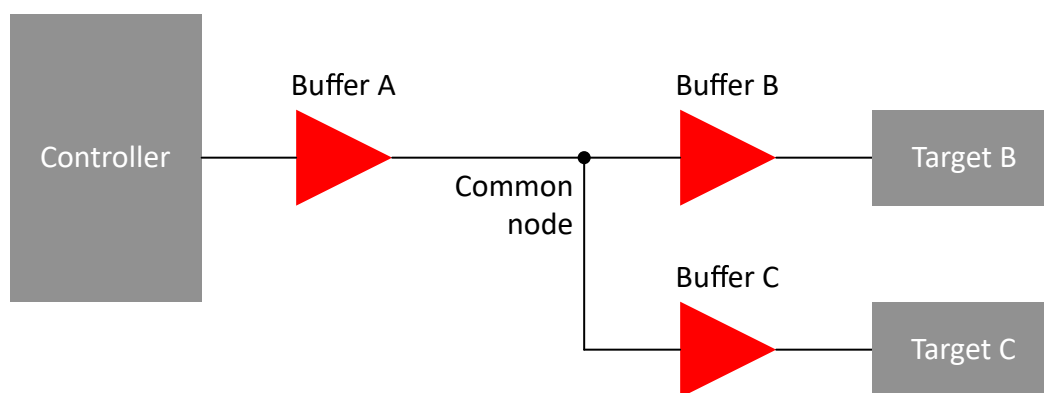 Buffer A
Buffer B
Controller
Target B
Common
node
Buffer C
Target C